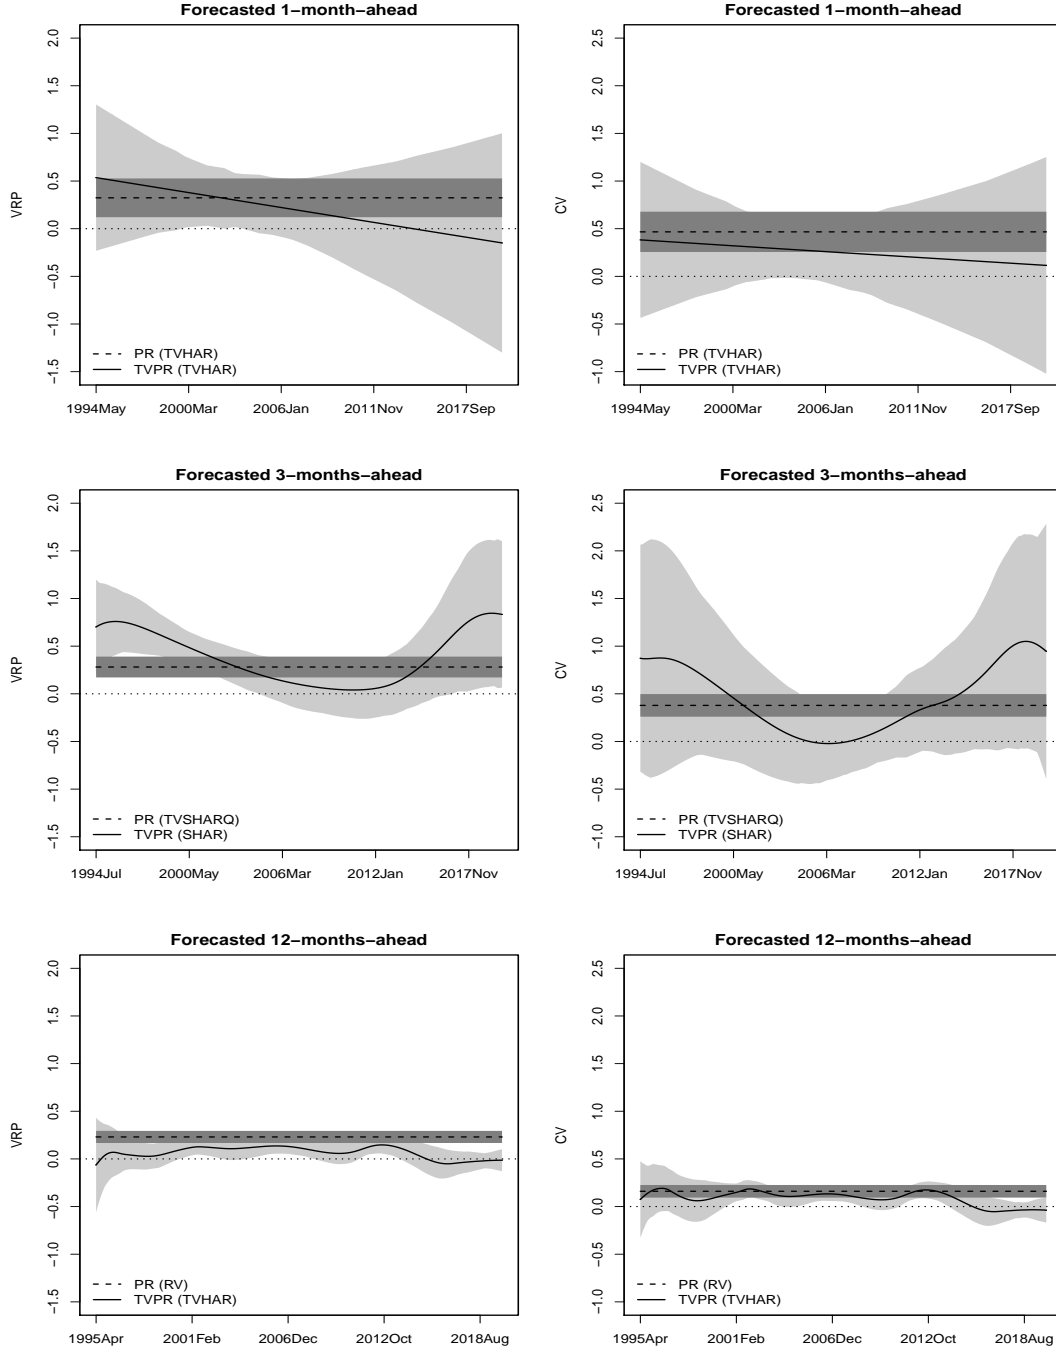 Forecasted 1−month−ahead
VRP
2.0
1.5
1.0
0.5
0.0
−0.5
−1.0
−1.5
PR (TVHAR)
TVPR (TVHAR)
1994May 2000Mar 2006Jan 2011Nov 2017Sep
Forecasted 1−month−ahead
CV
2.5
2.0
1.5
1.0
0.5
0.0
−0.5
−1.0
PR (TVHAR)
TVPR (TVHAR)
1994May 2000Mar 2006Jan 2011Nov 2017Sep
Forecasted 3−months−ahead
VRP
2.0
1.5
1.0
0.5
0.0
−0.5
−1.0
−1.5
PR (TVSHARQ)
TVPR (SHAR)
1994Jul 2000May 2006Mar 2012Jan 2017Nov
Forecasted 3−months−ahead
CV
2.5
2.0
1.5
1.0
0.5
0.0
−0.5
−1.0
PR (TVSHARQ)
TVPR (SHAR)
1994Jul 2000May 2006Mar 2012Jan 2017Nov
Forecasted 12−months−ahead
VRP
2.0
1.5
1.0
0.5
0.0
−0.5
−1.0
−1.5
PR (RV)
TVPR (TVHAR)
1995Apr 2001Feb 2006Dec 2012Oct 2018Aug
Forecasted 12−months−ahead
CV
2.5
2.0
1.5
1.0
0.5
0.0
−0.5
−1.0
PR (RV)
TVPR (TVHAR)
1995Apr 2001Feb 2006Dec 2012Oct 2018Aug